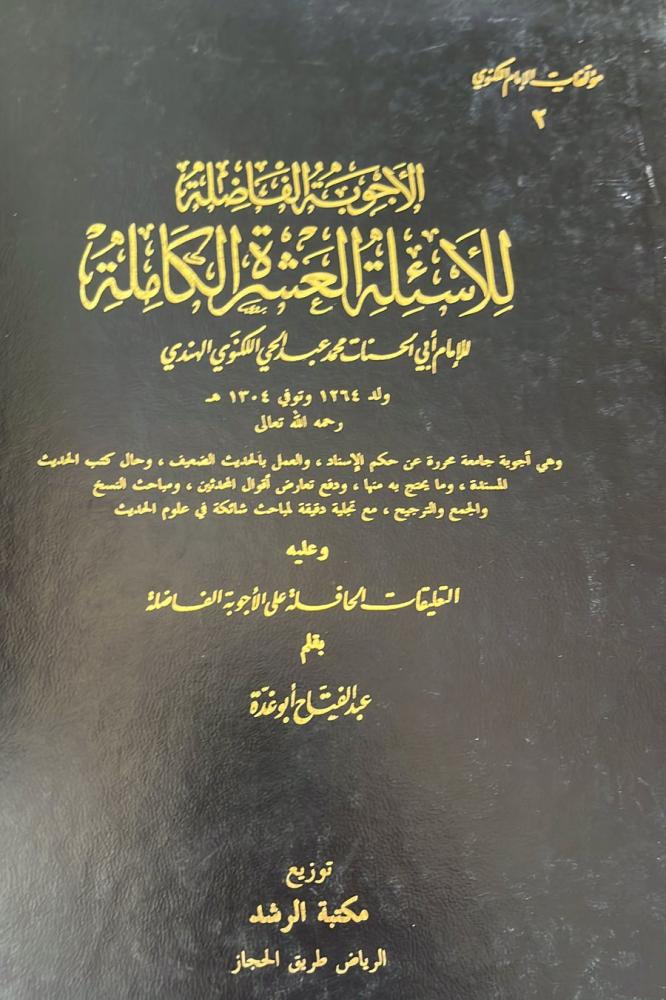 مؤلفات الإمام اللكنوي
٢
الأجوبة الفاضلة
للأسئلة العشرة الكاملة
للإمام أبي الحسنات محمد عبد الحي اللكنوي الهندي
ولد ١٢٦٤ وتوفي ١٣٠٤ هـ
رحمه الله تعالى
وهي أجوبة جامعة محررة عن حكم الإسناد ، والعمل بالحديث الضعيف ، وحال كتب الحديث
المسندة ، وما يحتج به منها ، ودفع تعارض أقوال المحدثين ، ومباحث النسخ
والجمع والترجيح ، مع تجلية دقيقة لمباحث شائكة في علوم الحديث
وعليه
التعليقات الحافلة على الأجوبة الفاضلة
بقلم
عبد الفتاح أبو غدة
توزيع
مكتبة الرشد
الرياض طريق الحجاز